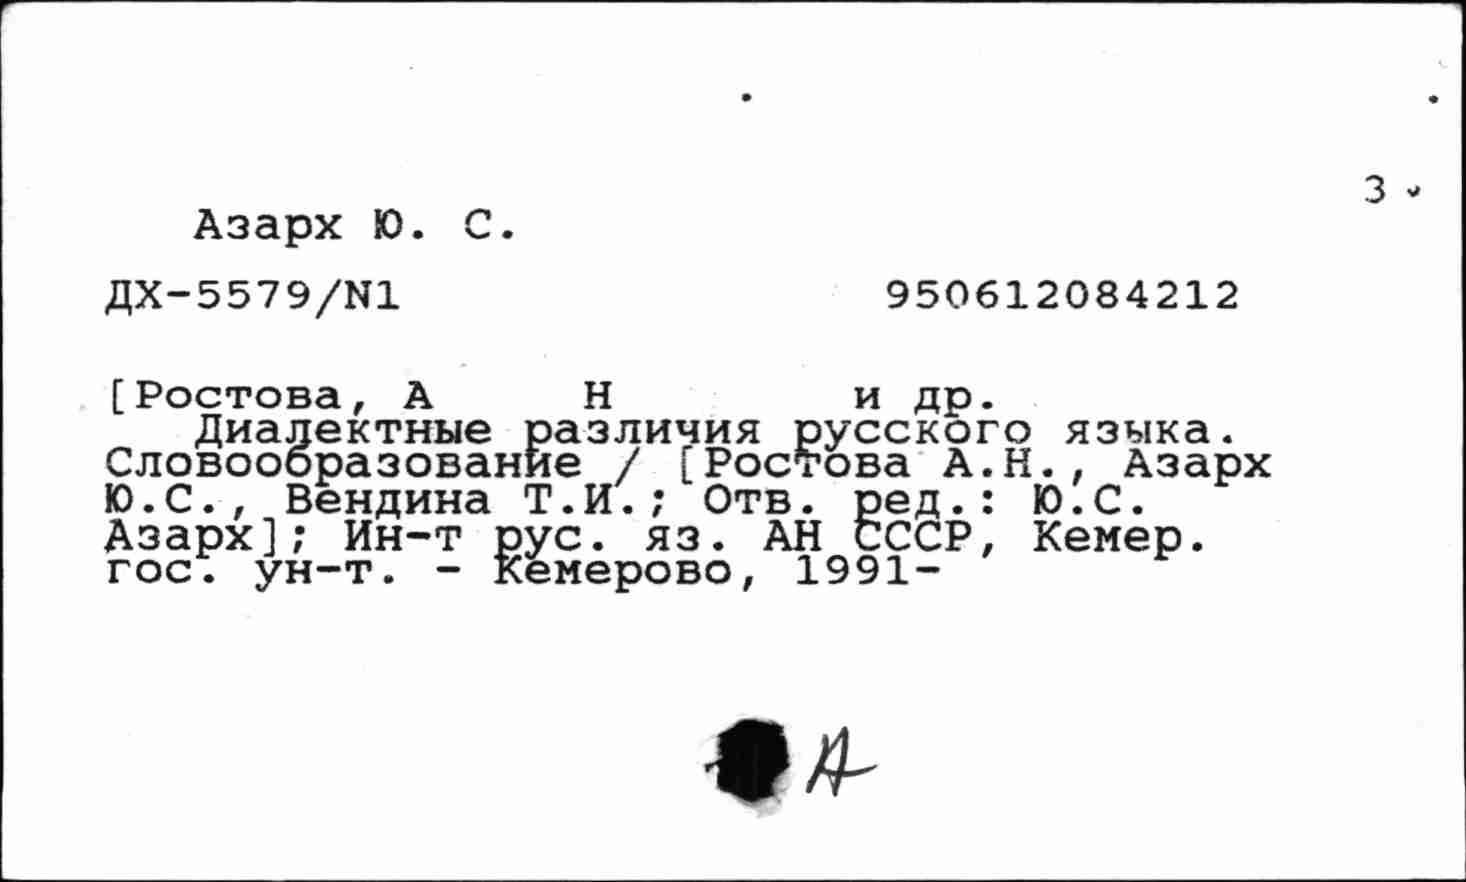 3
Азарх Ю. С.
ДХ-5579/N1 950612084212
[Ростова, А Н и др.
Диалектные различия русского языка.
Словообразование / [Ростова А.Н., Азарх
Ю.С., Вендина Т.И.; Отв. ред.: Ю.С.
Азарх]; Ин-т рус. яз. АН СССР, Кемер.
гос. ун-т. - Кемерово, 1991-
А